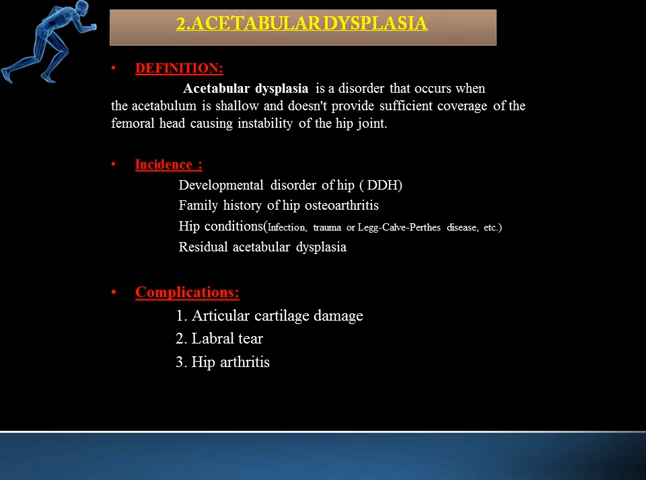 2.ACETABULAR DYSPLASIA
• DEFINITION:
Acetabular dysplasia is a disorder that occurs when
the acetabulum is shallow and doesn't provide sufficient coverage of the
femoral head causing instability of the hip joint.
• Incidence :
Developmental disorder of hip ( DDH)
Family history of hip osteoarthritis
Hip conditions(Infection, trauma or Legg-Calve-Perthes disease, etc.)
Residual acetabular dysplasia
• Complications:
1. Articular cartilage damage
2. Labral tear
3. Hip arthritis